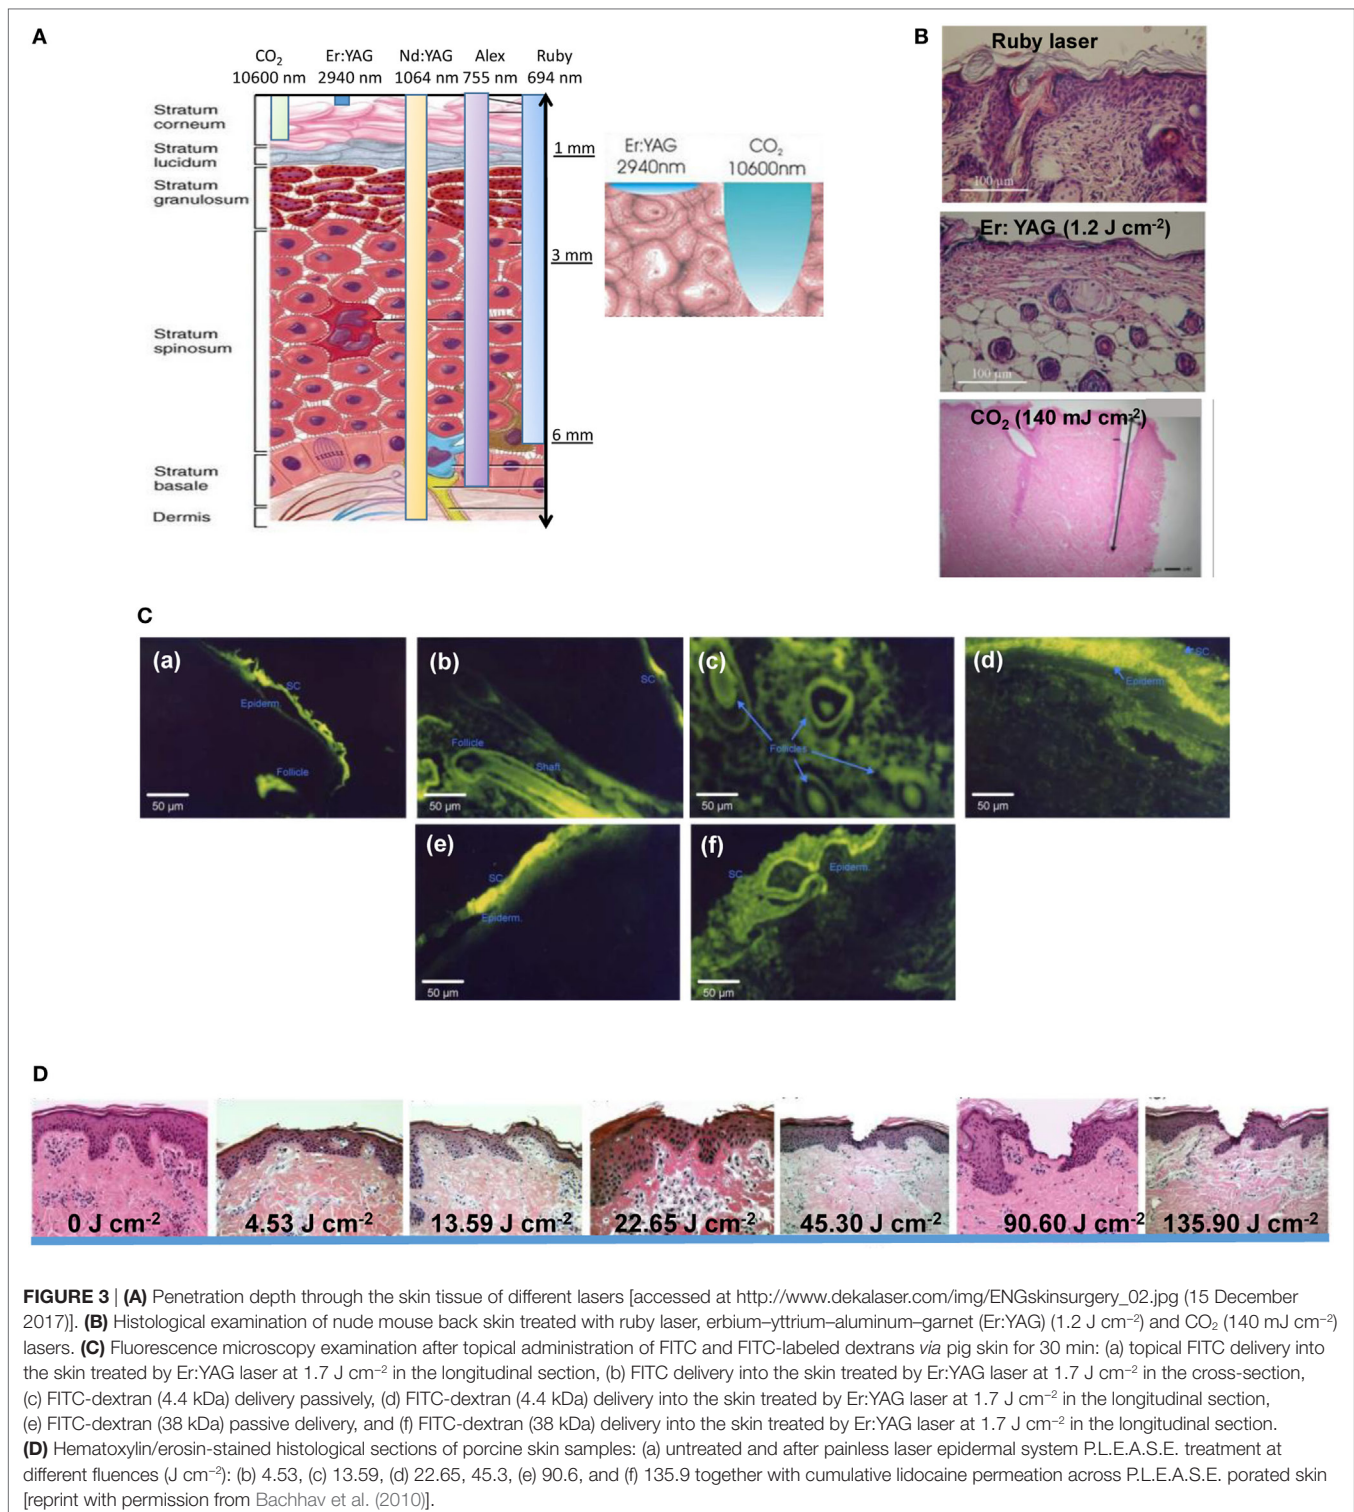 A
CO₂
10600 nm
Er:YAG
2940 nm
Nd:YAG
1064 nm
Alex
755 nm
Ruby
694 nm
Stratum
corneum
Stratum
lucidum
Stratum
granulosum
Stratum
spinosum
Stratum
basale
Dermis
1 mm
3 mm
6 mm
Er:YAG
2940nm
CO₂
10600nm
B
Ruby laser
100 µm
Er: YAG (1.2 J cm⁻²)
100 µm
CO₂ (140 mJ cm⁻²)
C
(a)
SC
Epiderm.
Follicle
50 µm
(b)
SC
Follicle
Shaft
50 µm
(c)
Follicles
50 µm
(d)
SC
Epiderm.
50 µm
(e)
SC
Epiderm.
50 µm
(f)
SC
Epiderm.
50 µm
D
0 J cm⁻²
4.53 J cm⁻²
13.59 J cm⁻²
22.65 J cm⁻²
45.30 J cm⁻²
90.60 J cm⁻²
135.90 J cm⁻²
FIGURE 3 | (A) Penetration depth through the skin tissue of different lasers [accessed at http://www.dekalaser.com/img/ENGskinsurgery_02.jpg (15 December
2017)]. (B) Histological examination of nude mouse back skin treated with ruby laser, erbium–yttrium–aluminum–garnet (Er:YAG) (1.2 J cm⁻²) and CO₂ (140 mJ cm⁻²)
lasers. (C) Fluorescence microscopy examination after topical administration of FITC and FITC-labeled dextrans via pig skin for 30 min: (a) topical FITC delivery into
the skin treated by Er:YAG laser at 1.7 J cm⁻² in the longitudinal section, (b) FITC delivery into the skin treated by Er:YAG laser at 1.7 J cm⁻² in the cross-section,
(c) FITC-dextran (4.4 kDa) delivery passively, (d) FITC-dextran (4.4 kDa) delivery into the skin treated by Er:YAG laser at 1.7 J cm⁻² in the longitudinal section,
(e) FITC-dextran (38 kDa) passive delivery, and (f) FITC-dextran (38 kDa) delivery into the skin treated by Er:YAG laser at 1.7 J cm⁻² in the longitudinal section.
(D) Hematoxylin/erosin-stained histological sections of porcine skin samples: (a) untreated and after painless laser epidermal system P.L.E.A.S.E. treatment at
different fluences (J cm⁻²): (b) 4.53, (c) 13.59, (d) 22.65, 45.3, (e) 90.6, and (f) 135.9 together with cumulative lidocaine permeation across P.L.E.A.S.E. porated skin
[reprint with permission from Bachhav et al. (2010)].